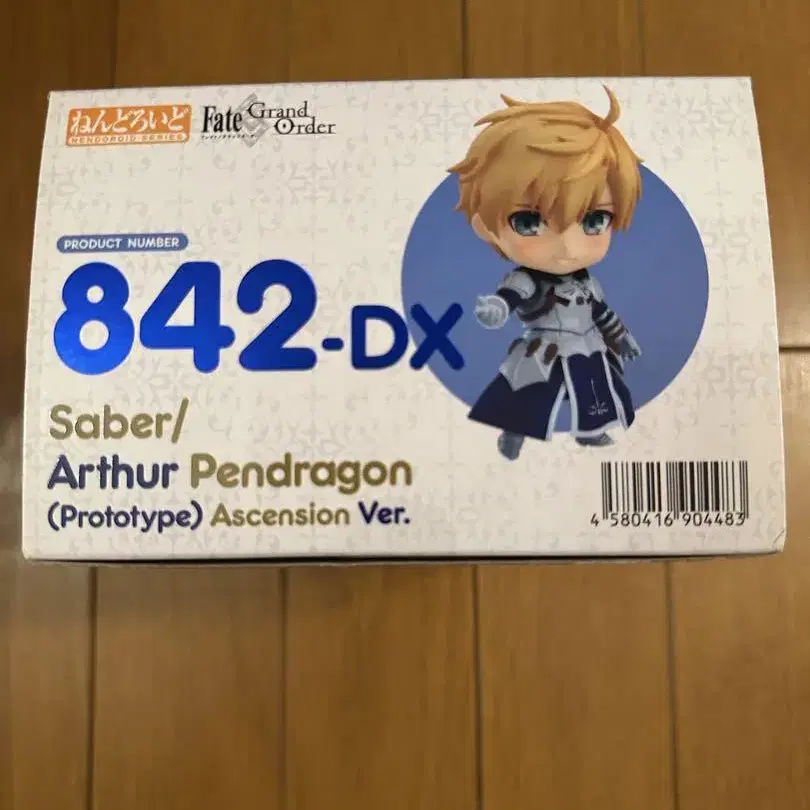 ねんどろいど
NENDOROID SERIES
Fate Grand Order
PRODUCT NUMBER
842-DX
Saber/
Arthur Pendragon
(Prototype) Ascension Ver.
4 580416 904483